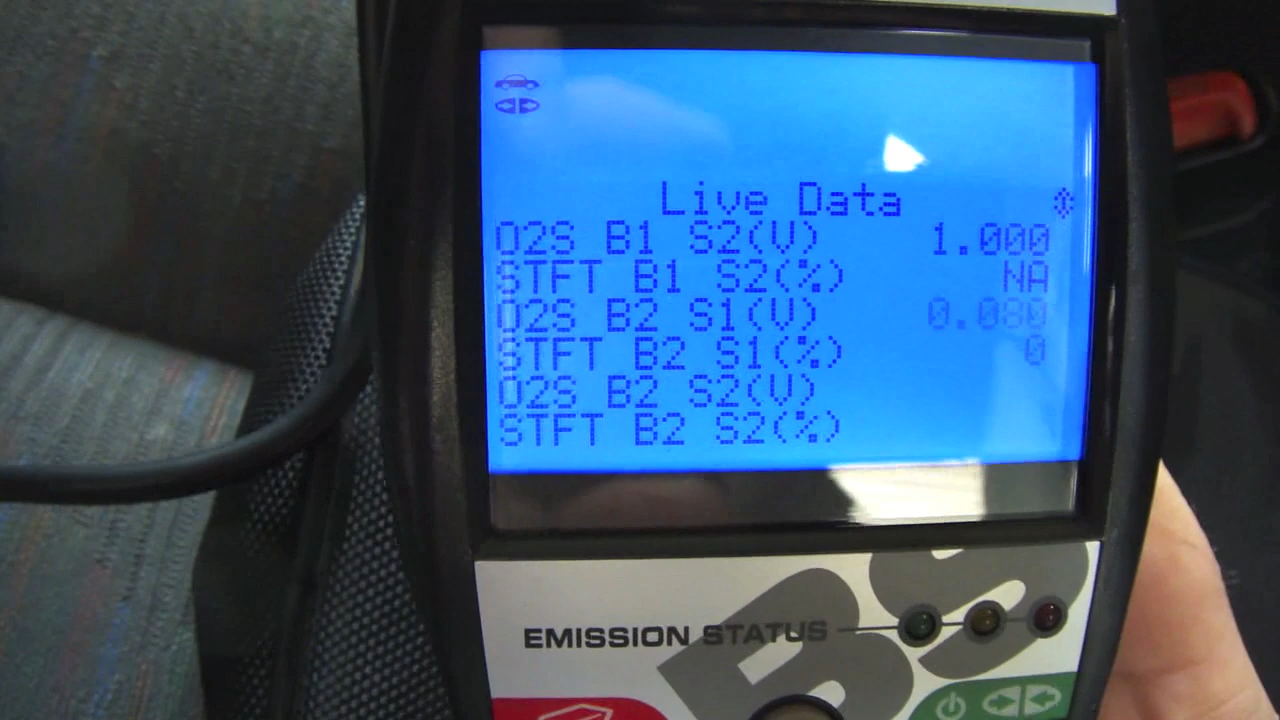 Live Data
O2S B1 S2(V) 1.000
STFT B1 S2(%) NA
O2S B2 S1(V) 0.080
STFT B2 S1(%) 0
O2S B2 S2(V)
STFT B2 S2(%)
EMISSION STATUS